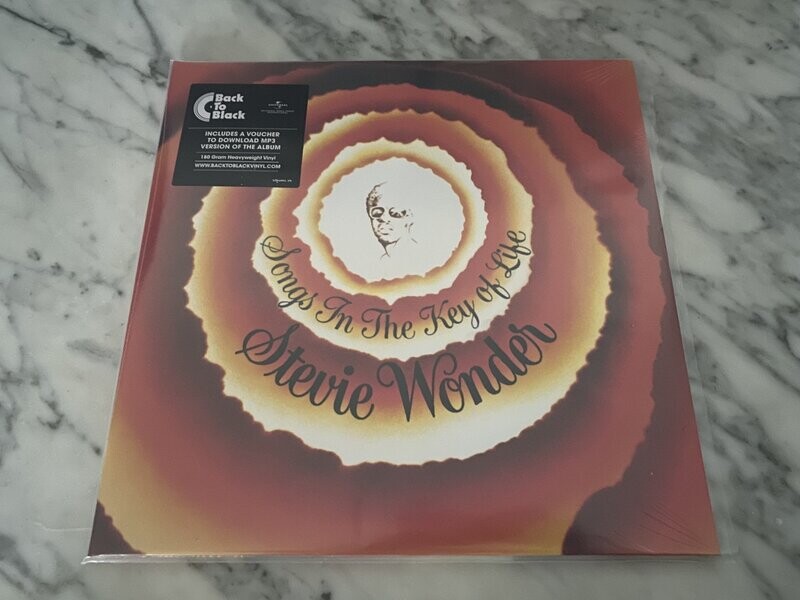 Back
To
Black
UNIVERSAL
INCLUDES A VOUCHER
TO DOWNLOAD MP3
VERSION OF THE ALBUM
180 Gram Heavyweight Vinyl
WWW.BACKTOBLACKVINYL.COM
Songs In The Key of Life
Stevie Wonder